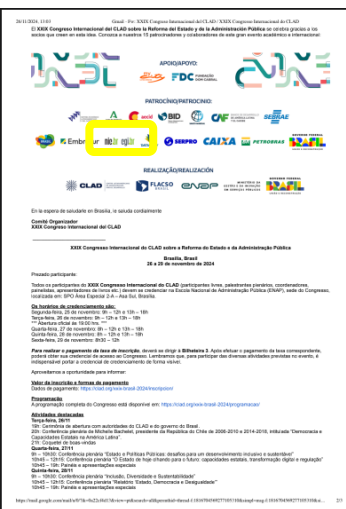 26/11/2024, 11:03 Gmail - Fw: XXIX Congreso Internacional del CLAD / XXIX Congresso Internacional do CLAD
El XXIX Congreso Internacional del CLAD sobre la Reforma del Estado y de la Administración Pública se celebra gracias a los
socios que creen en esta idea. Conozca a nuestros 15 patrocinadores y colaboradores de este gran evento académico e internacional:
APOIO/APOYO:
FDC FUNDAÇÃO DOM CABRAL
PATROCÍNIO/PATROCINIO:
BID
SEBRAE
nic.br egi.br
SERPRO CAIXA PETROBRAS
REALIZAÇÃO/REALIZACIÓN
CLAD FLACSO enap
En la espera de saludarle en Brasilia, le saluda cordialmente
Comité Organizador
XXIX Congreso Internacional del CLAD
XXIX Congresso Internacional do CLAD sobre a Reforma do Estado e da Administração Pública
Brasília, Brasil
26 a 29 de novembro de 2024
Prezado participante:
Todos os participantes do XXIX Congresso Internacional do CLAD (participantes livres, palestrantes plenários, coordenadores,
painelistas, apresentadores de livros etc.) devem se credenciar na Escola Nacional de Administração Pública (ENAP), sede do Congresso,
localizada em: SPO Área Especial 2-A – Asa Sul, Brasília.
Os horários de credenciamento são:
Segunda-feira, 25 de novembro: 9h – 12h e 13h – 18h
Terça-feira, 26 de novembro: 9h – 12h e 13h – 18h
*** Abertura oficial às 19:00 hrs. ***
Quarta-feira, 27 de novembro: 8h – 12h e 13h – 18h
Quinta-feira, 28 de novembro: 8h – 12h e 13h – 18h
Sexta-feira, 29 de novembro: 8h30 – 12h
Para realizar o pagamento da taxa de inscrição, deverá se dirigir à Bilheteira 3. Após efetuar o pagamento da taxa correspondente,
poderá obter sua credencial de acesso ao Congresso. Lembramos que, para participar das diversas atividades previstas no evento, é
indispensável portar a credencial de congressista de forma visível.
Aproveitamos a oportunidade para informar:
Valor da inscrição e formas de pagamento
Dados de pagamento: https://clad.org/xxix-brasil-2024/inscripcion/
Programação
A programação completa do Congresso está disponível em: https://clad.org/xxix-brasil-2024/programacao/
Atividades destacadas
Terça-feira, 26/11
19h: Cerimônia de abertura com autoridades do CLAD e do governo do Brasil.
20h: Conferência plenária de Michelle Bachelet, presidenta da República do Chile de 2006-2010 e 2014-2018, intitulada "Democracia e
Capacidades Estatais na América Latina".
21h: Coquetel de boas-vindas
Quarta-feira, 27/11
9h – 10h30: Conferência plenária "Estado e Políticas Públicas: desafios para um desenvolvimento inclusivo e sustentável"
10h45 – 12h15: Conferência plenária "O Estado de hoje olhando para o futuro: capacidades estatais, transformação digital e regulação"
10h45 – 19h: Painéis e apresentações especiais
Quinta-feira, 28/11
9h – 10h30: Conferência plenária "Inclusão, Diversidade e Sustentabilidade"
10h45 – 12h15: Conferência plenária "Relatório 'Estado, Democracia e Desigualdade'"
10h45 – 19h: Painéis e apresentações especiais
2/3